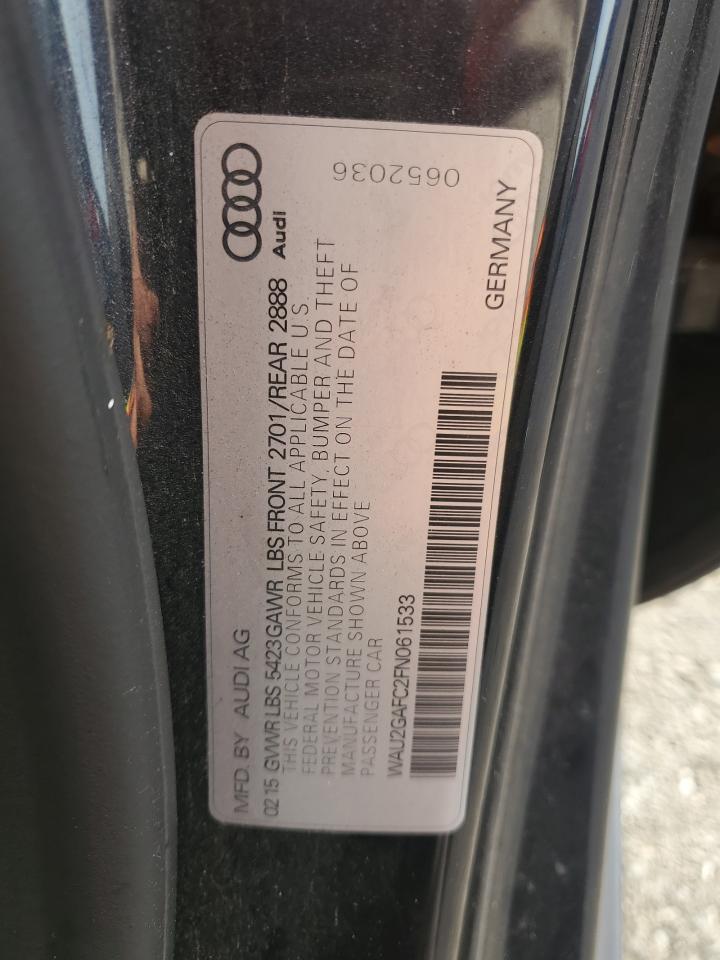 MFD. BY AUDI AG
Audi
02 15 GVWR LBS 5423 GAWR LBS FRONT 2701/REAR 2888
THIS VEHICLE CONFORMS TO ALL APPLICABLE U S
FEDERAL MOTOR VEHICLE SAFETY, BUMPER AND THEFT
PREVENTION STANDARDS IN EFFECT ON THE DATE OF
MANUFACTURE SHOWN ABOVE
PASSENGER CAR
WAU2GAFC2FN061533
GERMANY
0652036